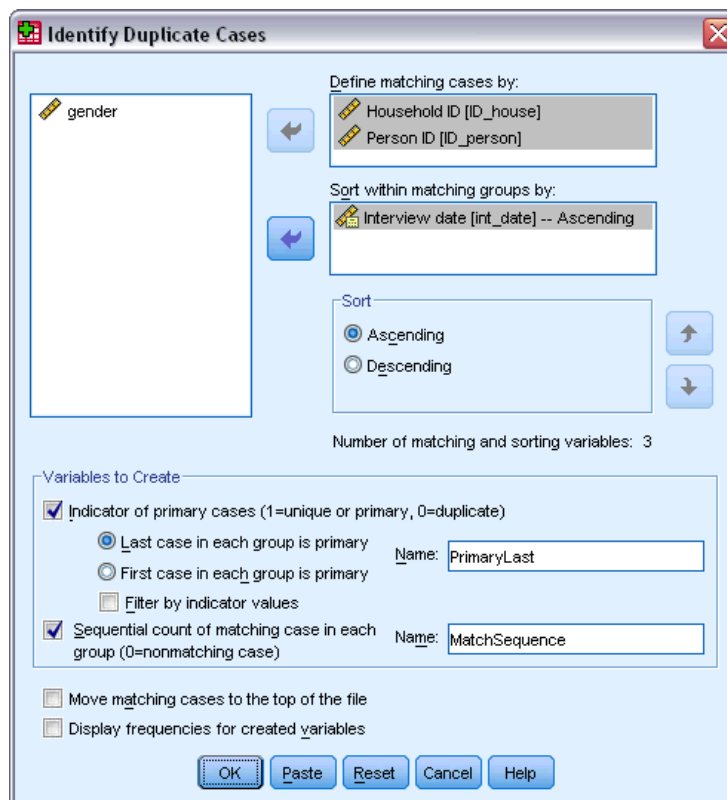 Identify Duplicate Cases
gender
Define matching cases by:
Household ID [ID_house]
Person ID [ID_person]
Sort within matching groups by:
Interview date [int_date] -- Ascending
Sort
Ascending
Descending
Number of matching and sorting variables: 3
Variables to Create
Indicator of primary cases (1=unique or primary, 0=duplicate)
Last case in each group is primary
First case in each group is primary
Name: PrimaryLast
Filter by indicator values
Sequential count of matching case in each
group (0=nonmatching case)
Name: MatchSequence
Move matching cases to the top of the file
Display frequencies for created variables
OK Paste Reset Cancel Help